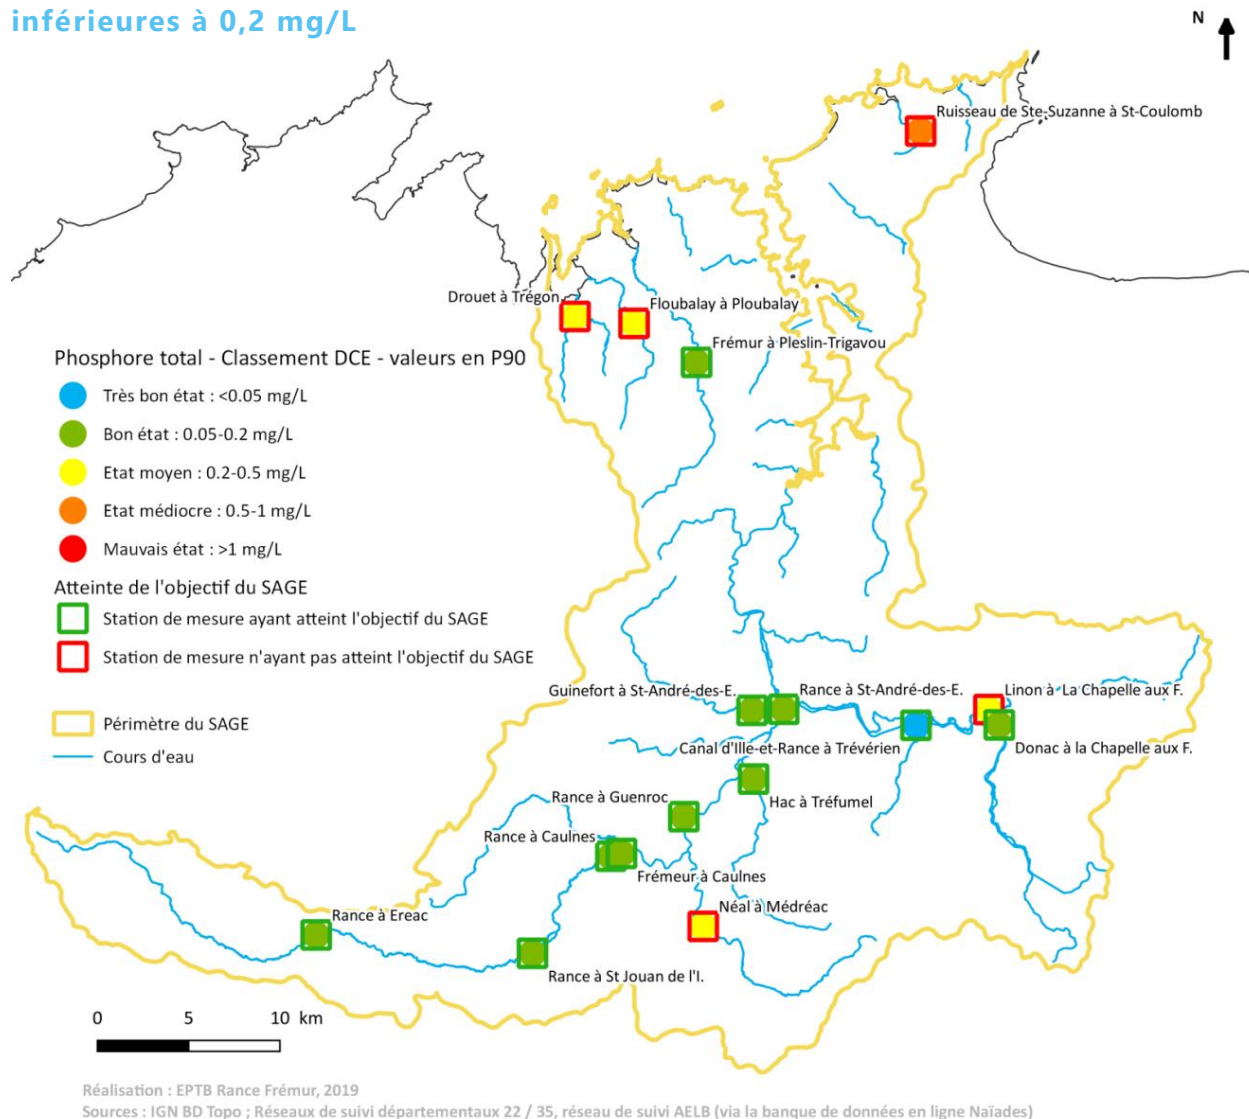 inférieures à 0,2 mg/L
N
Ruisseau de Ste-Suzanne à St-Coulomb
Drouet à Trégon
Floubalay à Ploubalay
Frémur à Pleslin-Trigavou
Phosphore total - Classement DCE - valeurs en P90
Très bon état : <0.05 mg/L
Bon état : 0.05-0.2 mg/L
Etat moyen : 0.2-0.5 mg/L
Etat médiocre : 0.5-1 mg/L
Mauvais état : >1 mg/L
Atteinte de l'objectif du SAGE
Station de mesure ayant atteint l'objectif du SAGE
Station de mesure n'ayant pas atteint l'objectif du SAGE
Périmètre du SAGE
Cours d'eau
Guinefort à St-André-des-E.
Rance à St-André-des-E.
Linon à La Chapelle aux F.
Canal d'Ille-et-Rance à Trévérien
Donac à la Chapelle aux F.
Rance à Guenroc
Hac à Tréfumel
Rance à Caulnes
Frémeur à Caulnes
Néal à Médréac
Rance à Ereac
Rance à St Jouan de l'I.
0 5 10 km
Réalisation : EPTB Rance Frémur, 2019
Sources : IGN BD Topo ; Réseaux de suivi départementaux 22 / 35, réseau de suivi AELB (via la banque de données en ligne Naïades)